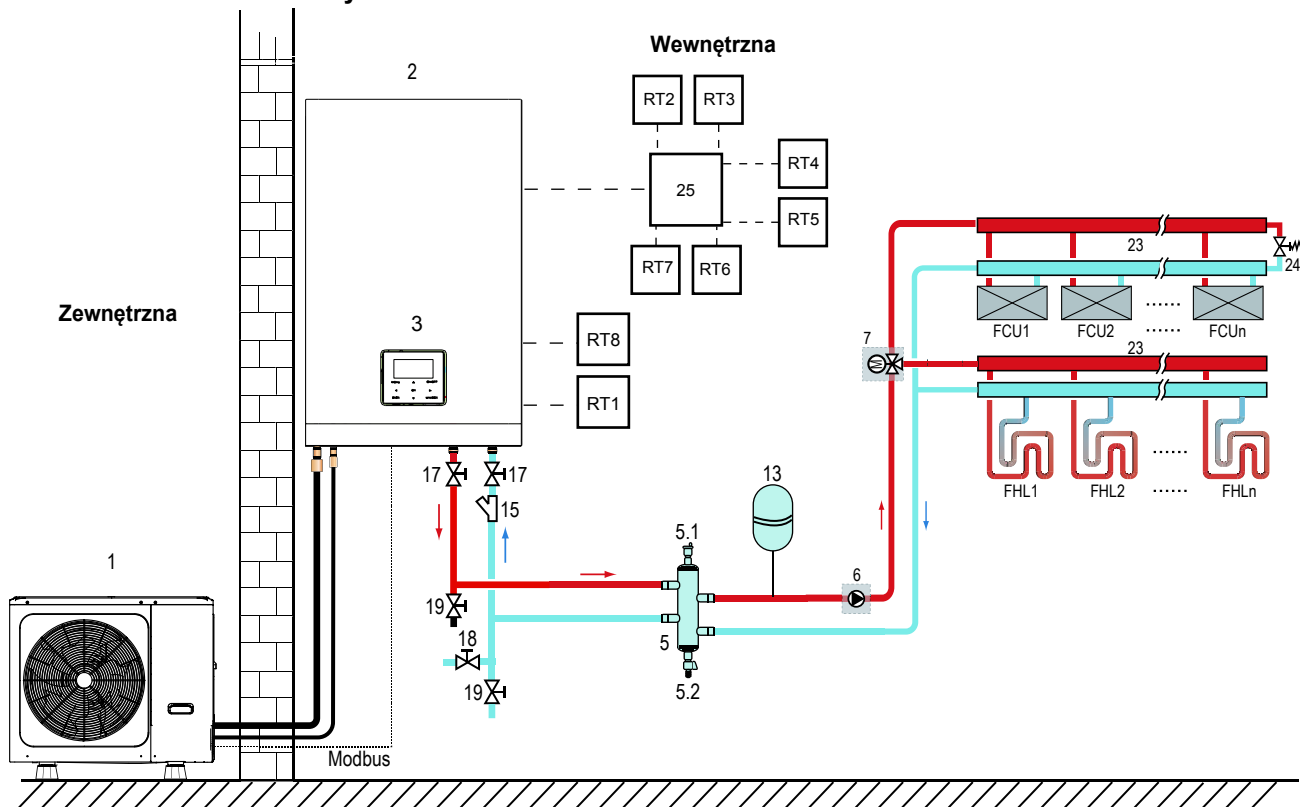 Wewnętrzna
2
RT2
RT3
RT4
25
RT5
RT7
RT6
23
24
Zewnętrzna
FCU1
FCU2
......
......
FCUn
3
7
RT8
23
RT1
17
17
15
13
FHL1
FHL2
......
FHLn
5.1
1
6
19
18
5
19
5.2
Modbus